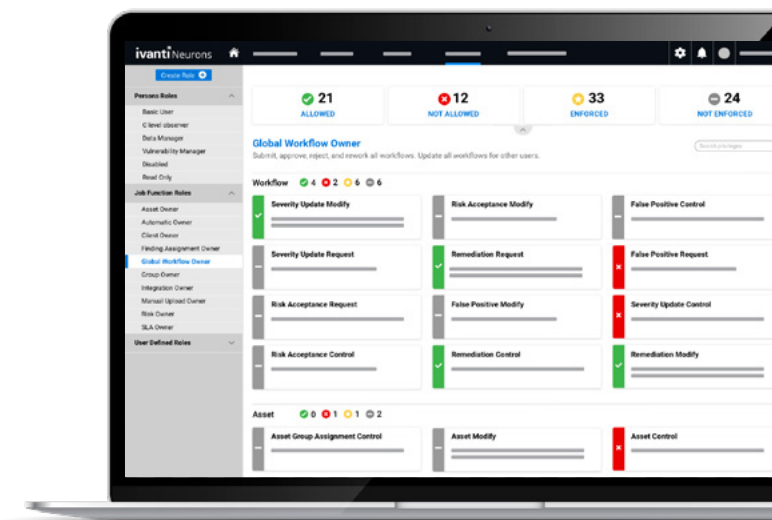 ivanti Neurons
Create Role
Persona Roles
Basic User
C level observer
Data Manager
Vulnerability Manager
Disabled
Read Only
Job Function Roles
Asset Owner
Automatic Owner
Client Owner
Finding Assignment Owner
Global Workflow Owner
Group Owner
Integration Owner
Manual Upload Owner
Risk Owner
SLA Owner
User Defined Roles
21 12 33 24
ALLOWED NOT ALLOWED ENFORCED NOT ENFORCED
Global Workflow Owner
Submit, approve, reject, and rework all workflows. Update all workflows for other users.
Search privileges
Workflow 4 2 6 6
Severity Update Modify Risk Acceptance Modify False Positive Control
Severity Update Request Remediation Request False Positive Request
Risk Acceptance Request False Positive Modify Severity Update Control
Risk Acceptance Control Remediation Control Remediation Modify
Asset 0 1 1 2
Asset Group Assignment Control Asset Modify Asset Control